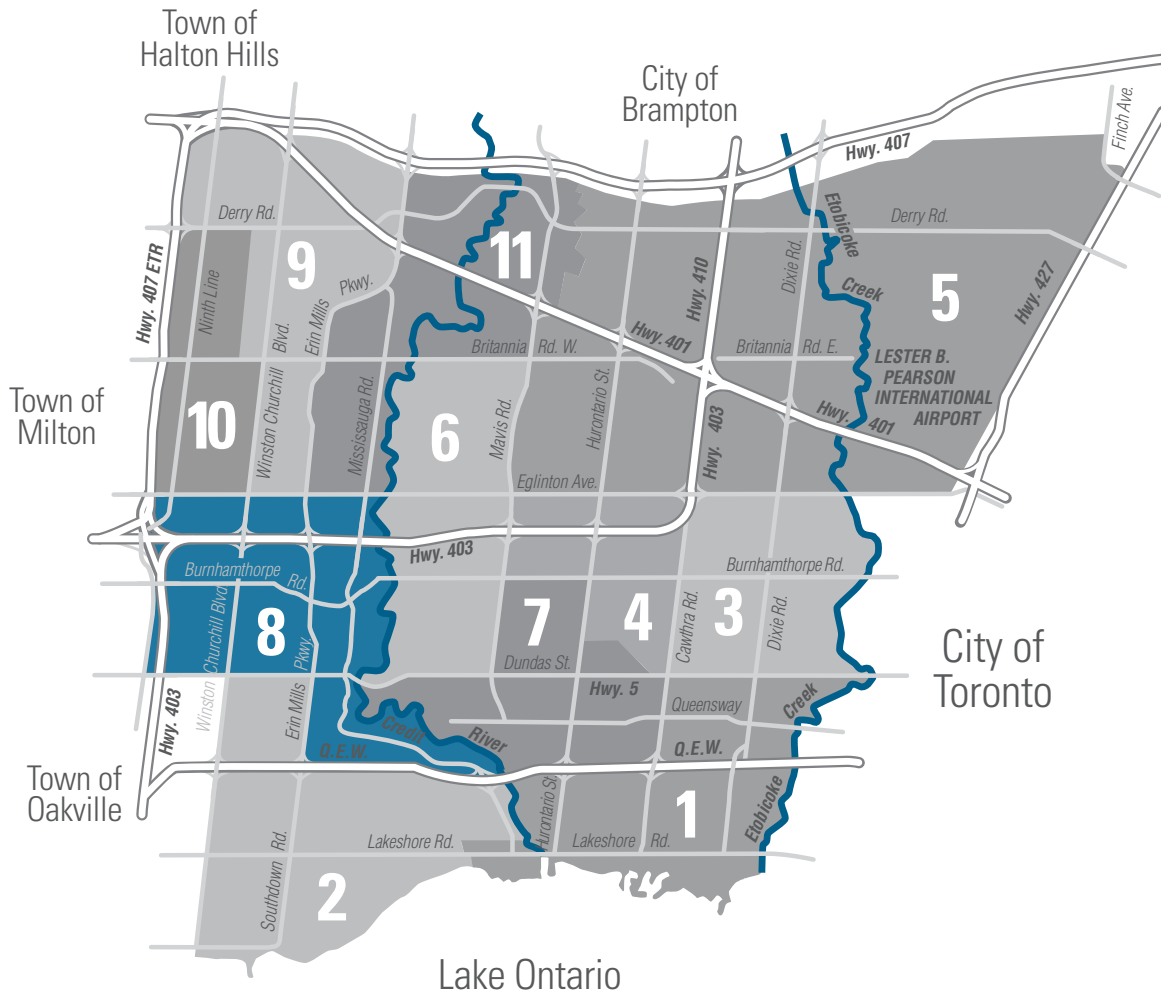 Town of
Halton Hills
City of
Brampton
Finch Ave.
Hwy. 407
Derry Rd.
Etobicoke
Derry Rd.
11
9
Pkwy.
Dixie Rd.
Hwy. 410
Creek
5
Hwy. 427
Hwy. 407 ETR
Ninth Line
Blvd.
Erin Mills
Hwy. 401
Britannia Rd. W.
Britannia Rd. E.
LESTER B.
PEARSON
INTERNATIONAL
AIRPORT
Town of
Milton
10
Winston Churchill
Mississauga Rd.
6
Mavis Rd.
Hurontario St.
Hwy. 403
Hwy. 401
Eglinton Ave.
Hwy. 403
Burnhamthorpe
Rd.
Burnhamthorpe Rd.
Winston Churchill Blvd.
8
7
4
Cawthra Rd.
3
Dixie Rd.
Dundas St.
Hwy. 5
City of
Toronto
Hwy. 403
Erin Mills
Pkwy.
Queensway
Creek
Credit
River
Q.E.W.
Q.E.W.
Town of
Oakville
Hurontario St.
1
Etobicoke
Lakeshore Rd.
Lakeshore Rd.
Southdown Rd.
2
Lake Ontario